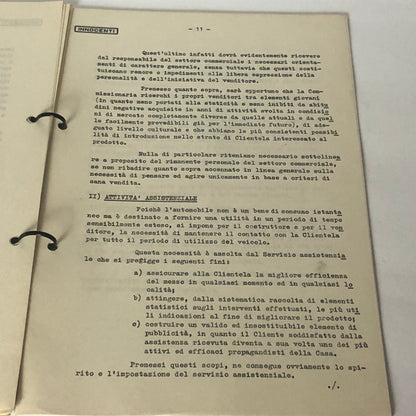 INNOCENTI
- 11 -
Quest'ultimo infatti dovrà evidentemente ricevere
dal responsabile del settore commerciale i necessari orienta-
menti di carattere generale, senza tuttavia che questi costi-
tuiscano remore o impedimenti alla libera espressione della
personalità e dell'iniziativa del venditore.
Premesso quanto sopra, sarà opportuno che la Com-
missionaria ricerchi i propri venditori tra elementi giovani
(in quanto meno portati alla staticità e meno inibiti da abitu
dini negative acquisite in anni di attività svolta in condizio
ni di mercato completamente diverse da quelle attuali e da quel
le facilmente prevedibili già per l'immediato futuro), di ade-
guato livello culturale e che abbiano le più consistenti possibi
lità di introduzione nello strato di Clientela interessato al
prodotto.
Nulla di particolare riteniamo necessario sottolinea
re a proposito del rimanente personale del settore commerciale,
se non ribadire quanto sopra accennato in linea generale sulla
necessità di pensare ed agire unicamente in base a criteri di
sana vendita.
II) ATTIVITA' ASSISTENZIALE
Poichè l'automobile non è un bene di consumo istanta
neo ma è destinato a fornire una utilità in un periodo di tempo
sensibilmente esteso, si impone per il costruttore e per il ven
ditore, la necessità di mantenere il contatto con la Clientela
per tutto il periodo di utilizzo del veicolo.
Questa necessità è assolta dal Servizio assistenzia
le che si prefigge i seguenti fini:
a) assicurare alla Clientela la migliore efficienza
del mezzo in qualsiasi momento ed in qualsiasi lo
calità;
b) attingere, dalla sistematica raccolta di elementi
statistici sugli interventi effettuati, le più uti
li indicazioni al fine di migliorare il prodotto;
c) costruire un valido ed insostituibile elemento di
pubblicità, in quanto il Cliente soddisfatto dalla
assistenza ricevuta diventa a sua volta uno dei più
attivi ed efficaci propagandisti della Casa.
Premessi questi scopi, ne consegue ovviamente lo spi-
rito e l'impostazione del servizio assistenziale.
./.